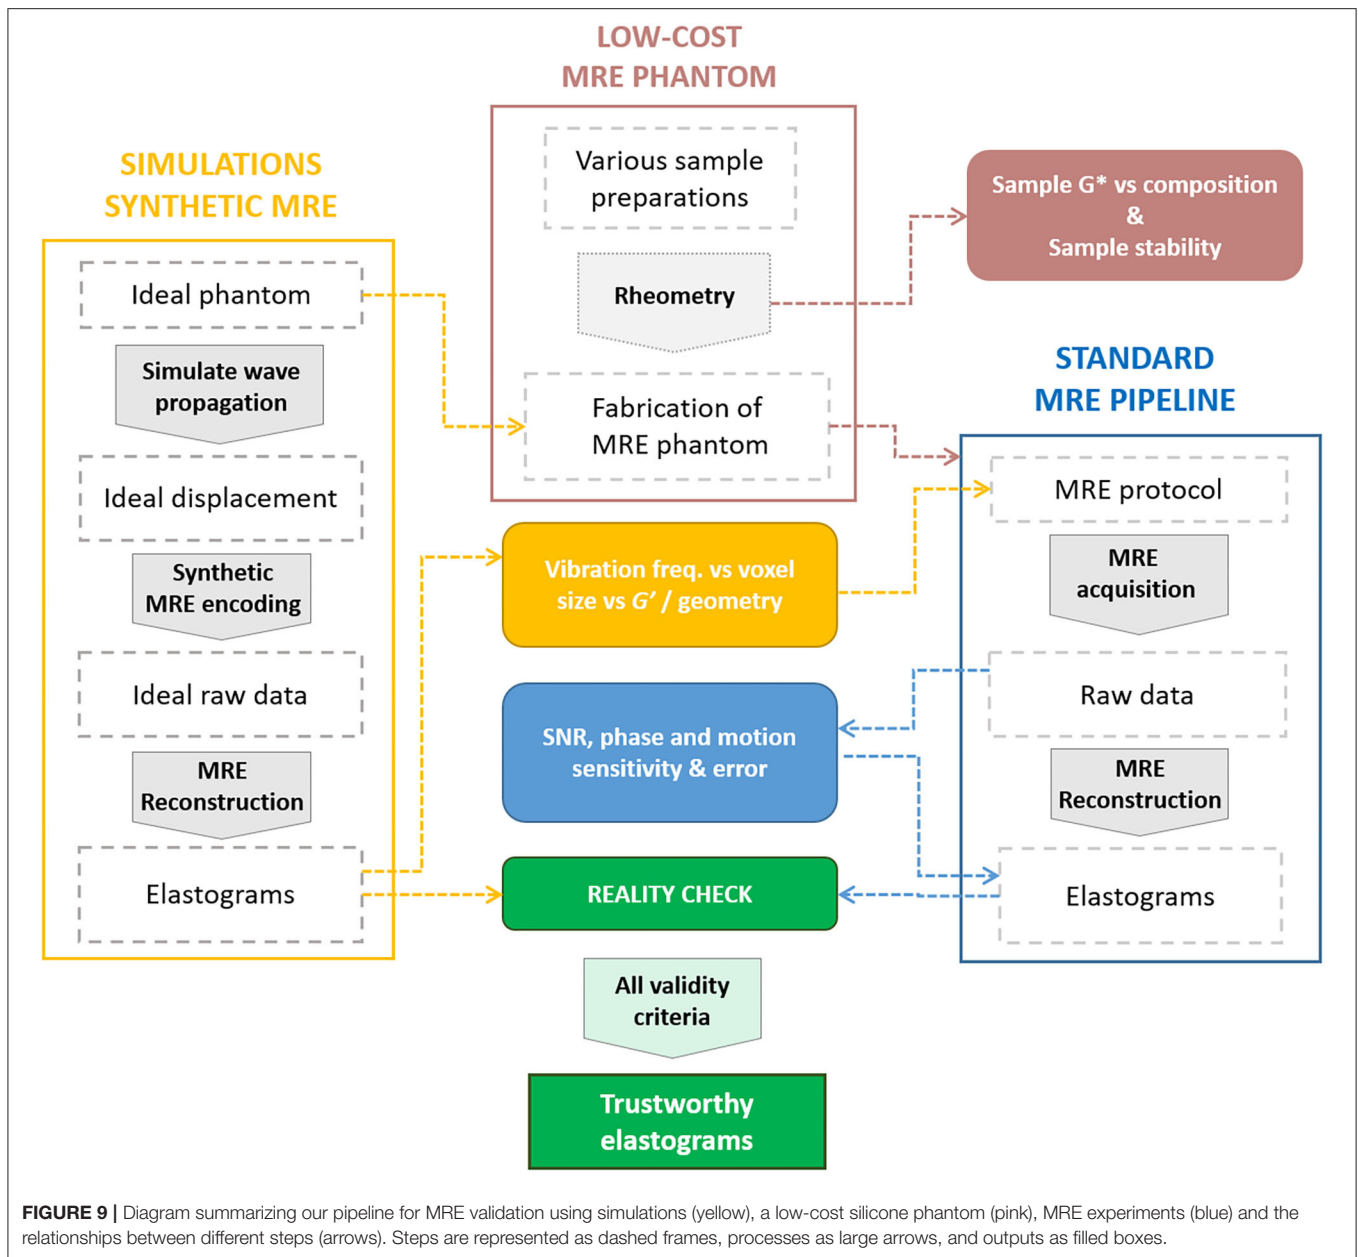 LOW-COST
MRE PHANTOM
Various sample
preparations
Rheometry
Fabrication of
MRE phantom
SIMULATIONS
SYNTHETIC MRE
Ideal phantom
Simulate wave
propagation
Ideal displacement
Synthetic
MRE encoding
Ideal raw data
MRE
Reconstruction
Elastograms
Sample G* vs composition
&
Sample stability
STANDARD
MRE PIPELINE
MRE protocol
MRE
acquisition
Raw data
MRE
Reconstruction
Elastograms
Vibration freq. vs voxel
size vs G’ / geometry
SNR, phase and motion
sensitivity & error
REALITY CHECK
All validity
criteria
Trustworthy
elastograms
FIGURE 9 | Diagram summarizing our pipeline for MRE validation using simulations (yellow), a low-cost silicone phantom (pink), MRE experiments (blue) and the
relationships between different steps (arrows). Steps are represented as dashed frames, processes as large arrows, and outputs as filled boxes.